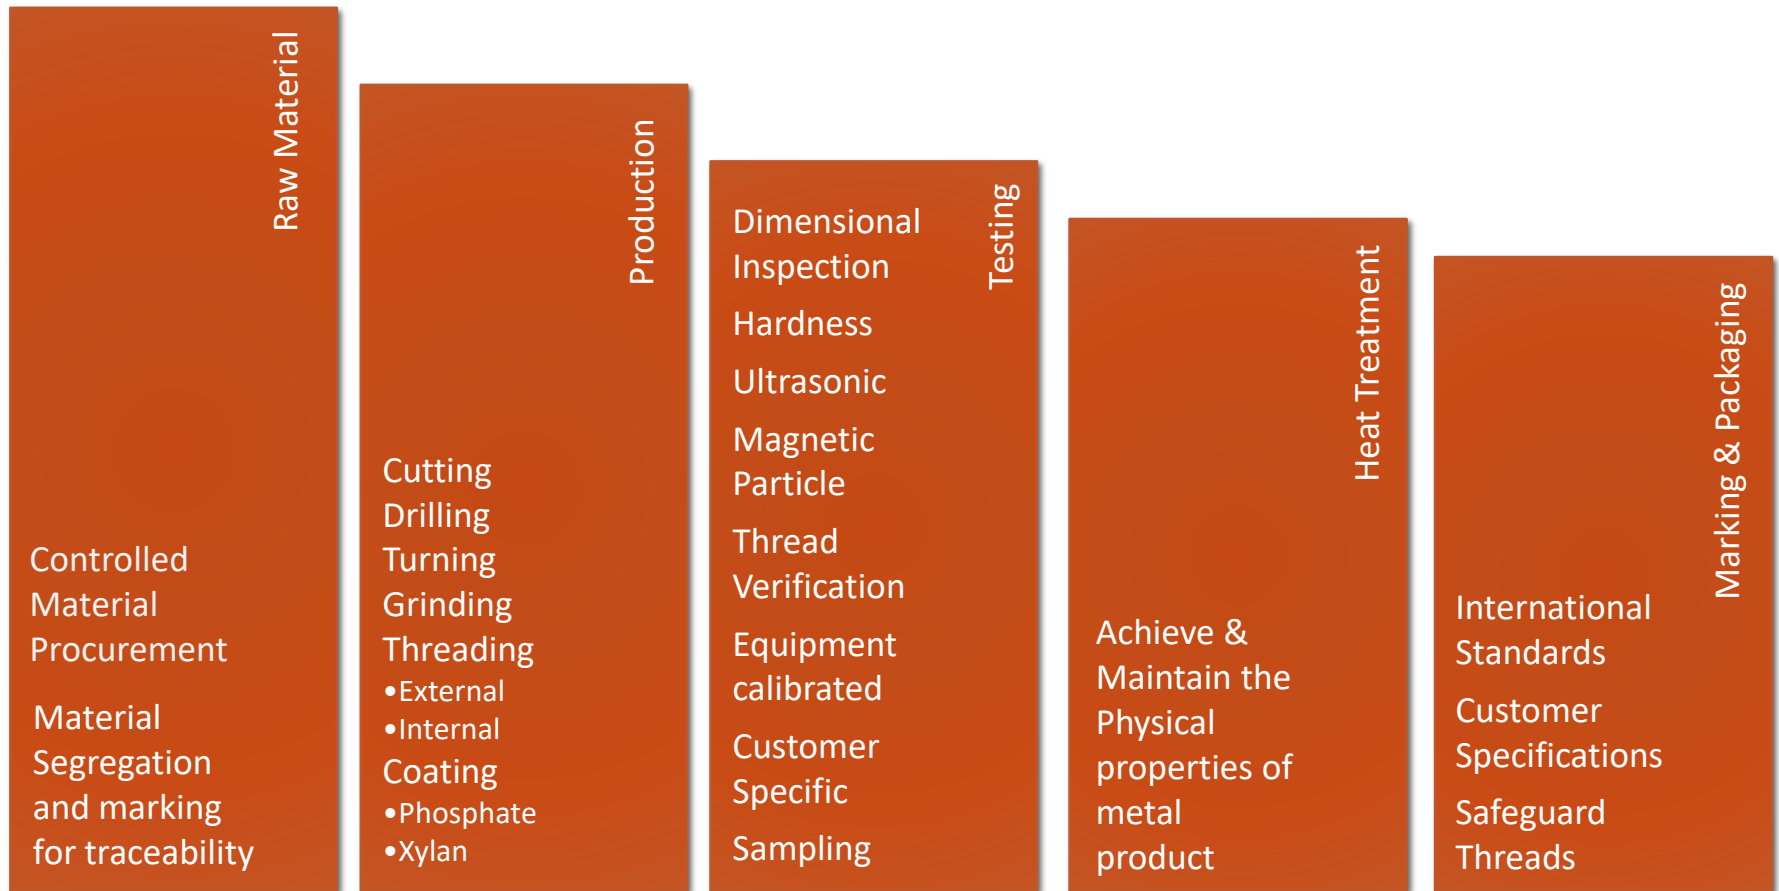 Raw Material
Controlled
Material
Procurement
Material
Segregation
and marking
for traceability
Production
Cutting
Drilling
Turning
Grinding
Threading
•External
•Internal
Coating
•Phosphate
•Xylan
Testing
Dimensional
Inspection
Hardness
Ultrasonic
Magnetic
Particle
Thread
Verification
Equipment
calibrated
Customer
Specific
Sampling
Heat Treatment
Achieve &
Maintain the
Physical
properties of
metal
product
Marking & Packaging
International
Standards
Customer
Specifications
Safeguard
Threads